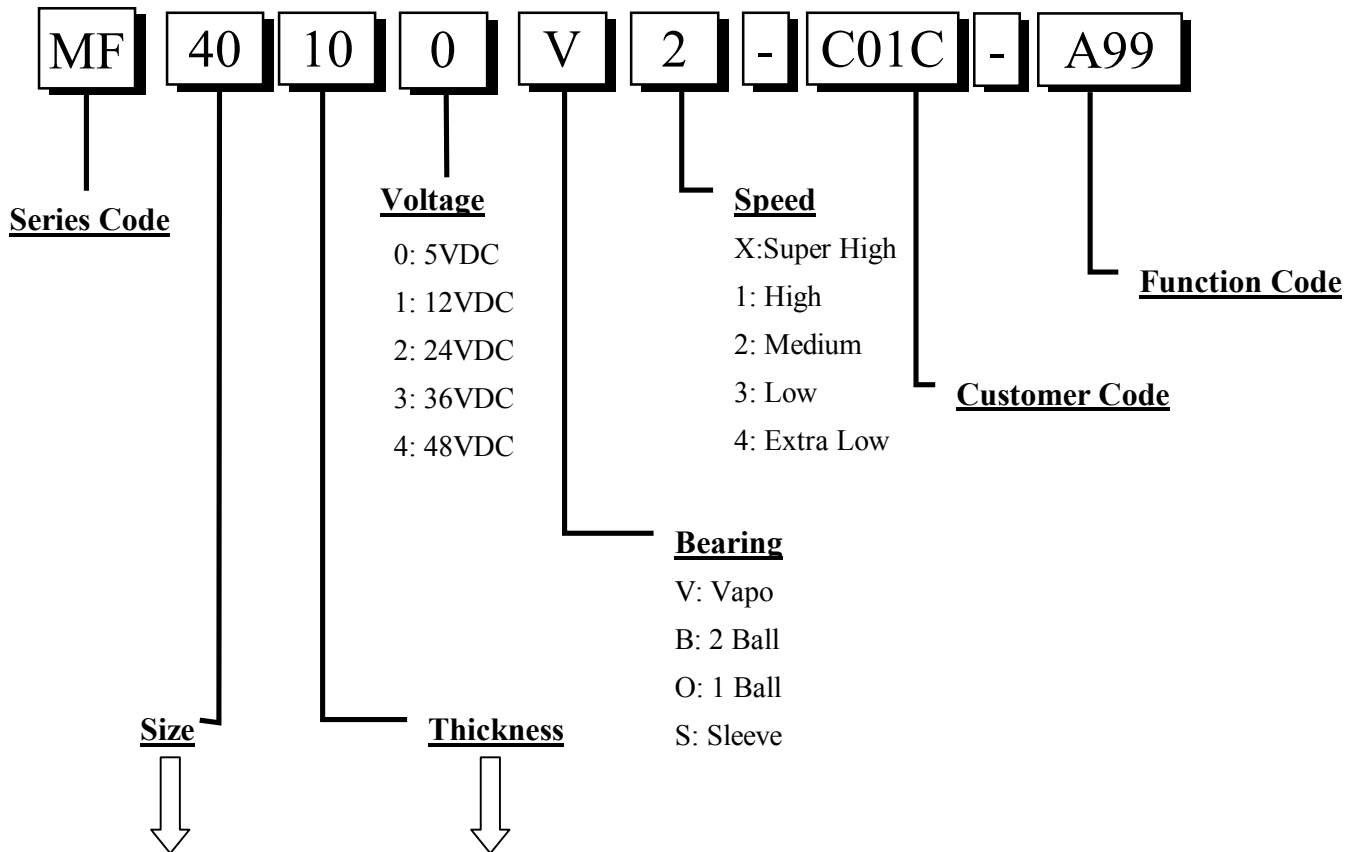 MF 40 10 0 V 2 - C01C - A99
Series Code
Voltage
0: 5VDC
1: 12VDC
2: 24VDC
3: 36VDC
4: 48VDC
Speed
X:Super High
1: High
2: Medium
3: Low
4: Extra Low
Function Code
Customer Code
Bearing
V: Vapo
B: 2 Ball
O: 1 Ball
S: Sleeve
Size
Thickness